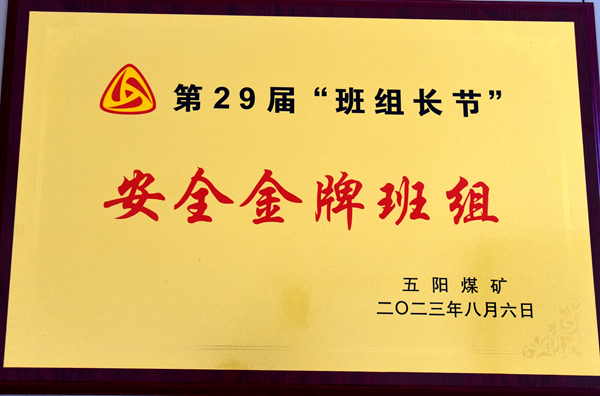 第29届“班组长节”
安全金牌班组
五阳煤矿
二〇二三年八月六日